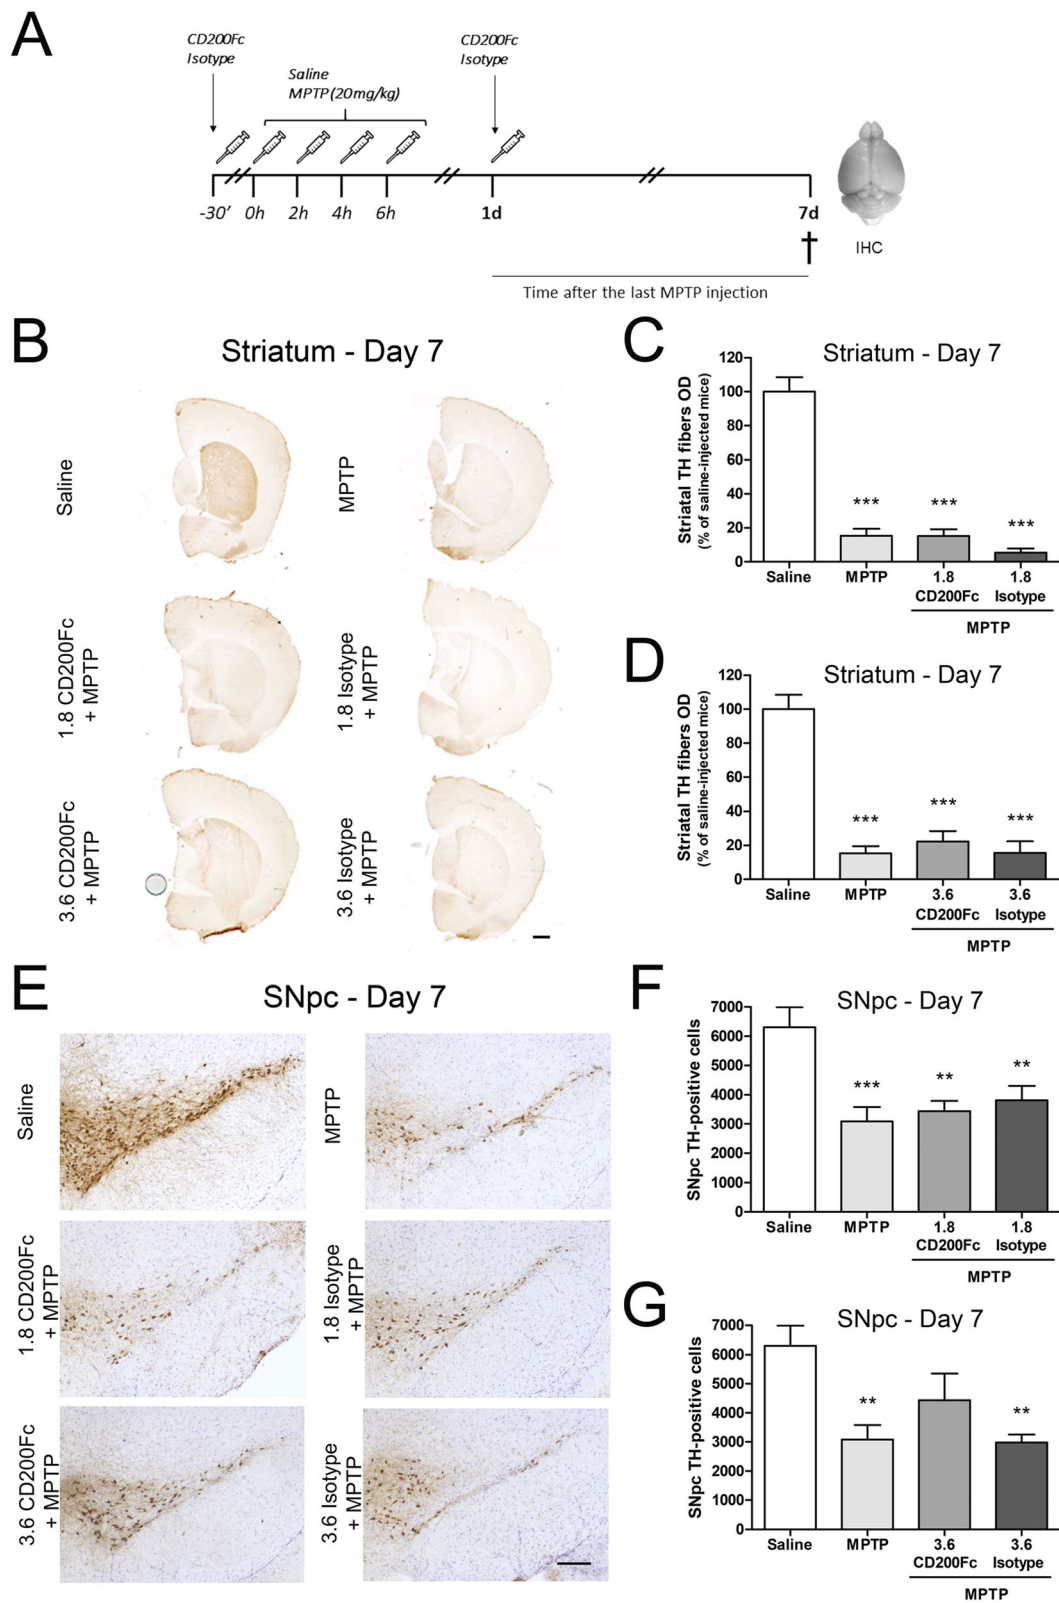 A
CD200Fc
Isotype
Saline
MPTP (20mg/kg)
CD200Fc
Isotype
-30' 0h 2h 4h 6h 1d 7d
IHC
Time after the last MPTP injection
B
Striatum - Day 7
Saline
MPTP
1.8 CD200Fc
+ MPTP
1.8 Isotype
+ MPTP
3.6 CD200Fc
+ MPTP
3.6 Isotype
+ MPTP
C
Striatum - Day 7
Striatal TH fibers OD
(% of saline-injected mice)
120
100
80
60
40
20
0
*** *** ***
Saline MPTP 1.8 1.8
CD200Fc Isotype
MPTP
D
Striatum - Day 7
Striatal TH fibers OD
(% of saline-injected mice)
120
100
80
60
40
20
0
*** *** ***
Saline MPTP 3.6 3.6
CD200Fc Isotype
MPTP
E
SNpc - Day 7
Saline
MPTP
1.8 CD200Fc
+ MPTP
1.8 Isotype
+ MPTP
3.6 CD200Fc
+ MPTP
3.6 Isotype
+ MPTP
F
SNpc - Day 7
SNpc TH-positive cells
7000
6000
5000
4000
3000
2000
1000
0
*** ** **
Saline MPTP 1.8 1.8
CD200Fc Isotype
MPTP
G
SNpc - Day 7
SNpc TH-positive cells
7000
6000
5000
4000
3000
2000
1000
0
** **
Saline MPTP 3.6 3.6
CD200Fc Isotype
MPTP